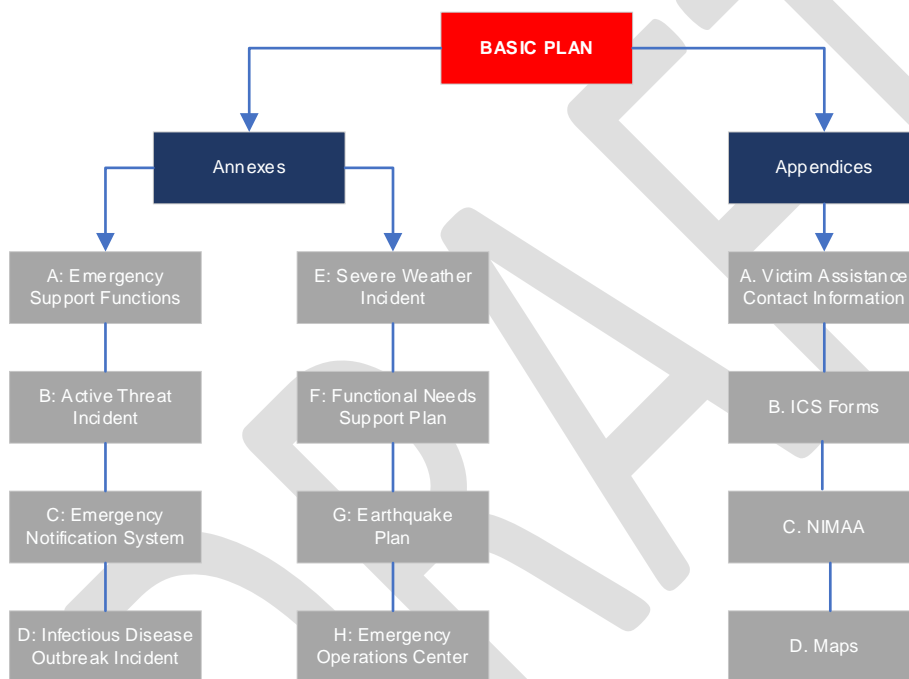 BASIC PLAN
Annexes
Appendices
A: Emergency
Support Functions
B: Active Threat
Incident
C: Emergency
Notification System
D: Infectious Disease
Outbreak Incident
E: Severe Weather
Incident
F: Functional Needs
Support Plan
G: Earthquake
Plan
H: Emergency
Operations Center
A. Victim Assistance
Contact Information
B. ICS Forms
C. NIMAA
D. Maps
DRAFT